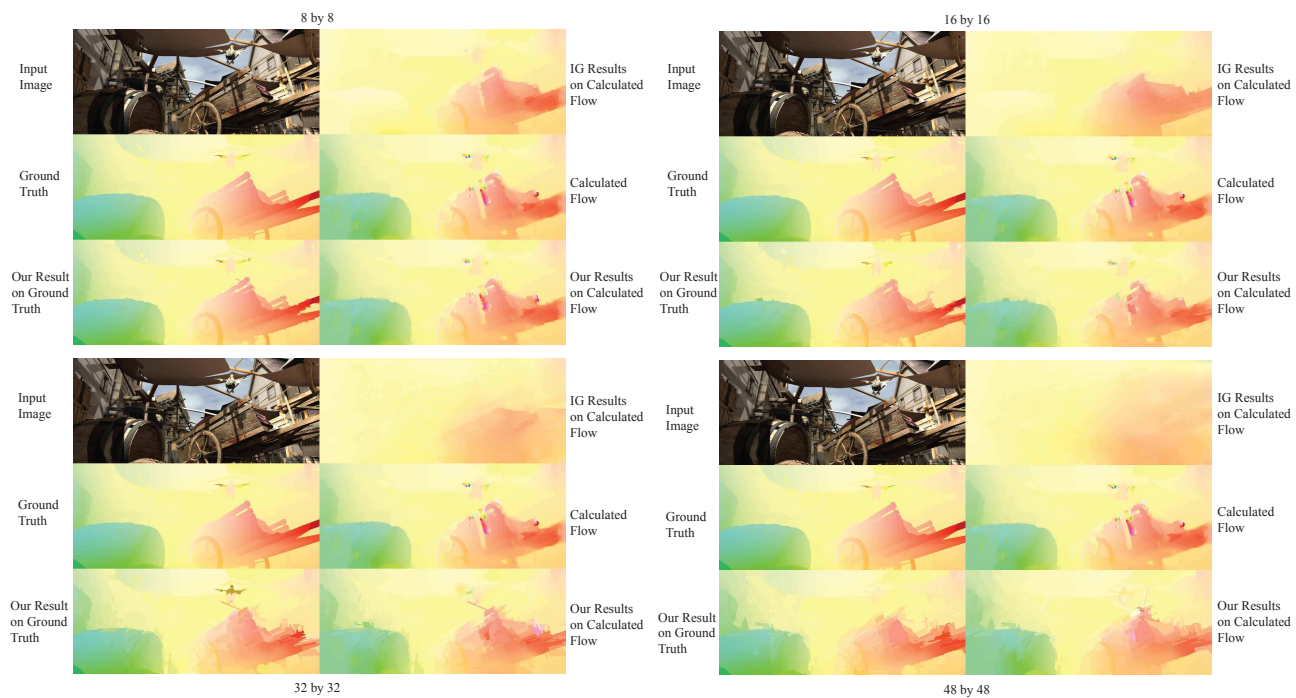 8 by 8
Input
Image
IG Results
on Calculated
Flow
Ground
Truth
Calculated
Flow
Our Result
on Ground
Truth
Our Results
on Calculated
Flow
16 by 16
Input
Image
IG Results
on Calculated
Flow
Ground
Truth
Calculated
Flow
Our Result
on Ground
Truth
Our Results
on Calculated
Flow
Input
Image
IG Results
on Calculated
Flow
Ground
Truth
Calculated
Flow
Our Result
on Ground
Truth
Our Results
on Calculated
Flow
32 by 32
Input
Image
IG Results
on Calculated
Flow
Ground
Truth
Calculated
Flow
Our Result
on Ground
Truth
Our Results
on Calculated
Flow
48 by 48